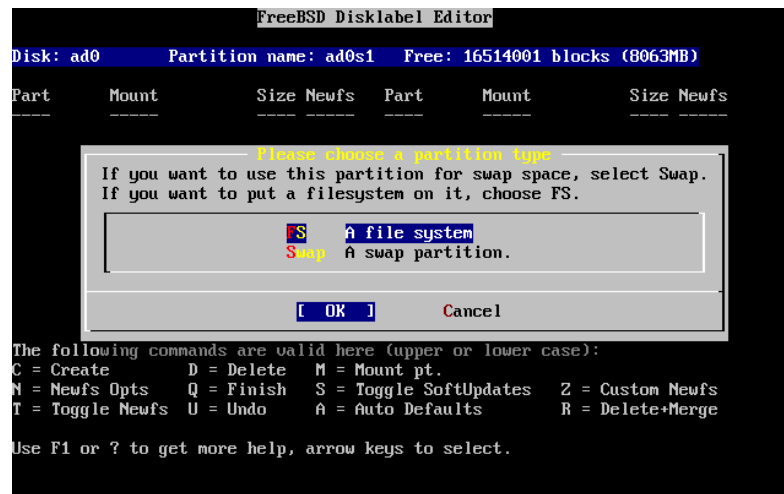 FreeBSD Disklabel Editor
Disk: ad0 Partition name: ad0s1 Free: 16514001 blocks (8063MB)
Part Mount Size Newfs Part Mount Size Newfs
---- ----- ---- ----- ---- ----- ---- -----
Please choose a partition type
If you want to use this partition for swap space, select Swap.
If you want to put a filesystem on it, choose FS.
FS A file system
Swap A swap partition.
[ OK ] Cancel
The following commands are valid here (upper or lower case):
C = Create D = Delete M = Mount pt.
N = Newfs Opts Q = Finish S = Toggle SoftUpdates Z = Custom Newfs
T = Toggle Newfs U = Undo A = Auto Defaults R = Delete+Merge
Use F1 or ? to get more help, arrow keys to select.